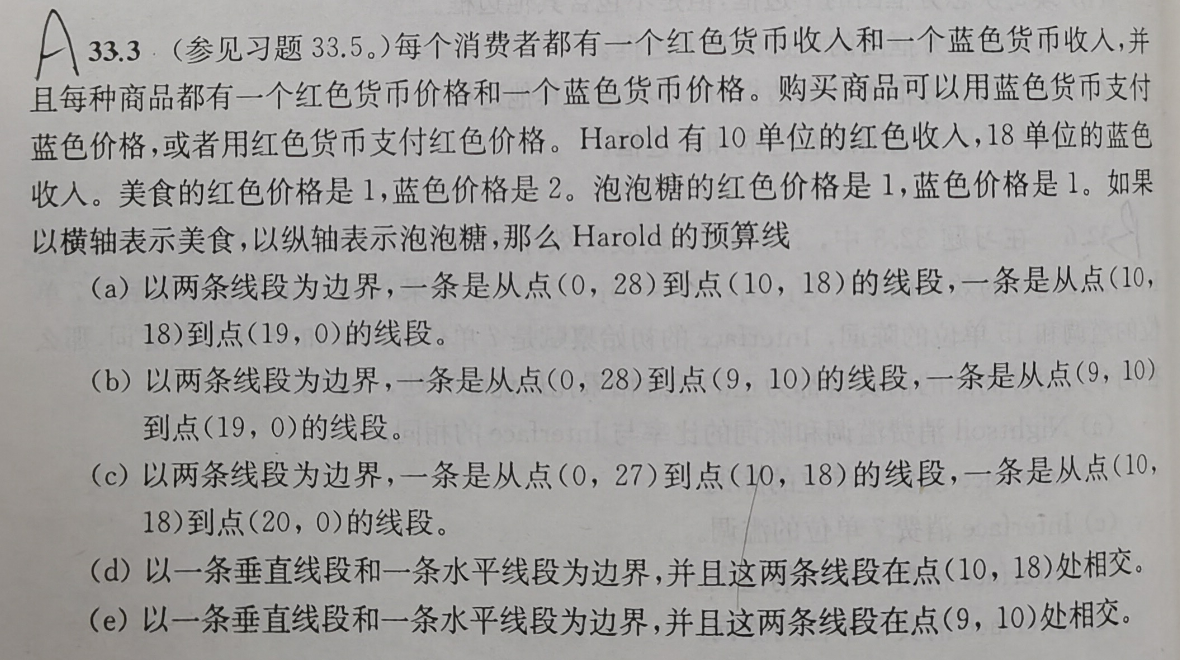 A 33.3 (参见习题 33.5。)每个消费者都有一个红色货币收入和一个蓝色货币收入,并
且每种商品都有一个红色货币价格和一个蓝色货币价格。购买商品可以用蓝色货币支付
蓝色价格,或者用红色货币支付红色价格。Harold 有 10 单位的红色收入,18 单位的蓝色
收入。美食的红色价格是 1,蓝色价格是 2。泡泡糖的红色价格是 1,蓝色价格是 1。如果
以横轴表示美食,以纵轴表示泡泡糖,那么 Harold 的预算线
(a) 以两条线段为边界,一条是从点(0, 28)到点(10, 18)的线段,一条是从点(10,
18)到点(19, 0)的线段。
(b) 以两条线段为边界,一条是从点(0, 28)到点(9, 10)的线段,一条是从点(9, 10)
到点(19, 0)的线段。
(c) 以两条线段为边界,一条是从点(0, 27)到点(10, 18)的线段,一条是从点(10,
18)到点(20, 0)的线段。
(d) 以一条垂直线段和一条水平线段为边界,并且这两条线段在点(10, 18)处相交。
(e) 以一条垂直线段和一条水平线段为边界,并且这两条线段在点(9, 10)处相交。